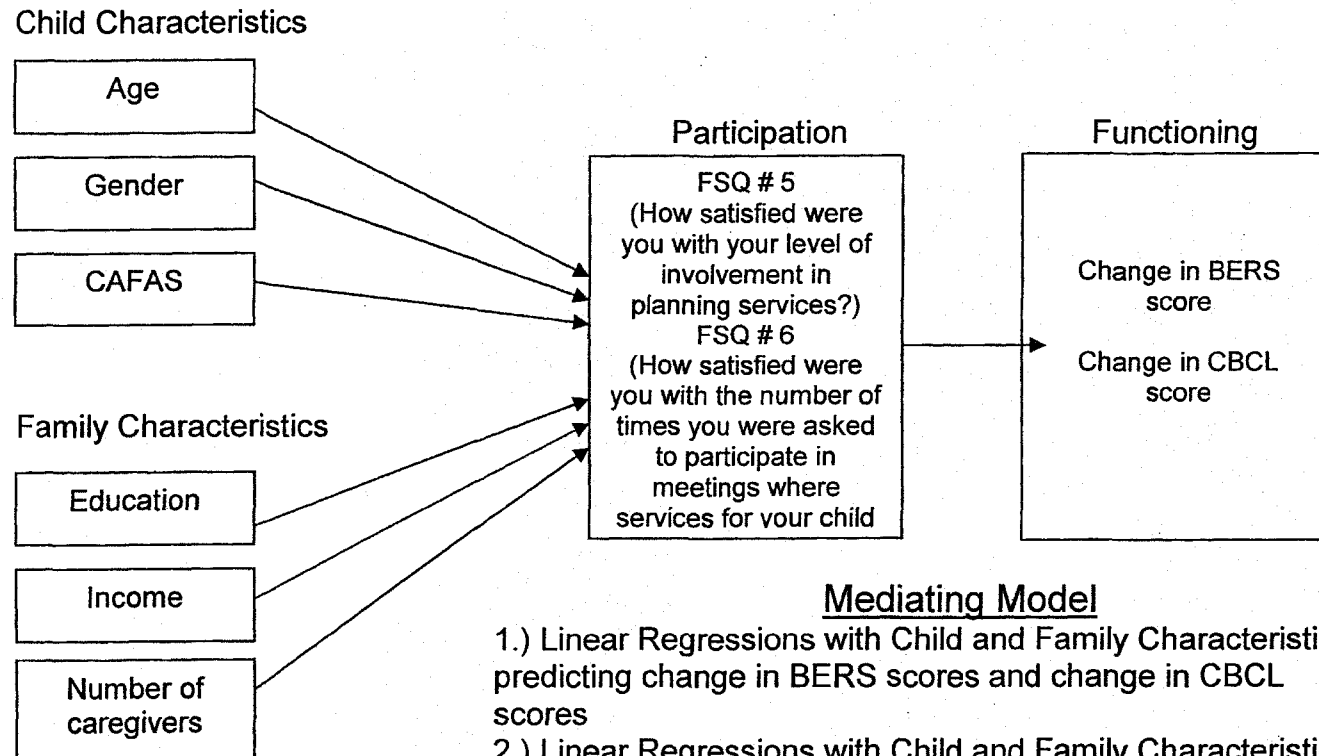 Child Characteristics
Age
Gender
CAFAS
Family Characteristics
Education
Income
Number of
caregivers
Participation
FSQ # 5
(How satisfied were
you with your level of
involvement in
planning services?)
FSQ # 6
(How satisfied were
you with the number of
times you were asked
to participate in
meetings where
services for your child
Functioning
Change in BERS
score
Change in CBCL
score
Mediating Model
1.) Linear Regressions with Child and Family Characteristi
predicting change in BERS scores and change in CBCL
scores
2.) Linear Regressions with Child and Family Characteristi